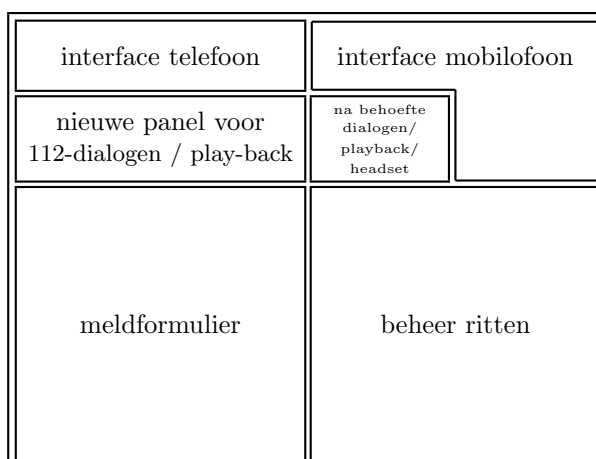 interface telefoon
interface mobilofoon
nieuwe panel voor
112-dialogen / play-back
na behoefte
dialogen/
playback/
headset
meldformulier
beheer ritten